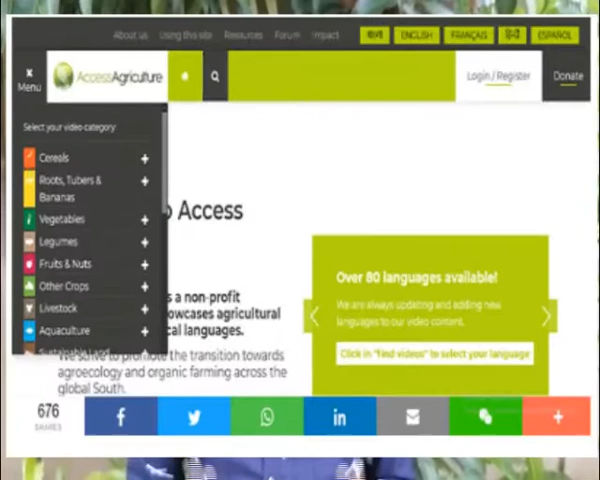 About us Using this site Resources Forum Impact বাংলা ENGLISH FRANÇAIS हिन्दी ESPAÑOL
x
Menu
AccessAgriculture
Login / Register
Donate
Select your video category
Cereals +
Roots, Tubers & Bananas +
Vegetables +
Legumes +
Fruits & Nuts +
Other Crops +
Livestock +
Aquaculture +
Sustainable Land +
Access
s a non-profit
owcases agricultural
cal languages.
We strive to promote the transition towards
agroecology and organic farming across the
global South.
Over 80 languages available!
We are always updating and adding new
languages to our video content.
Click in "Find videos" to select your language
676
SHARES